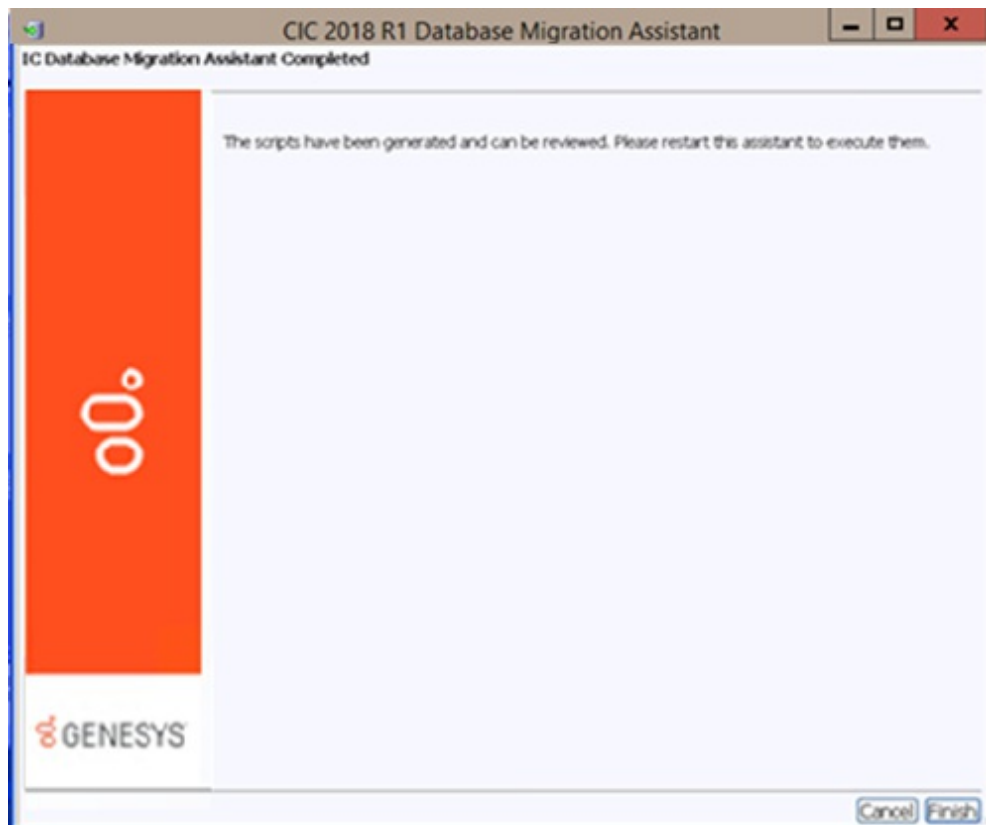 CIC 2018 R1 Database Migration Assistant
IC Database Migration Assistant Completed
The scripts have been generated and can be reviewed. Please restart this assistant to execute them.
GENESYS
Cancel Finish